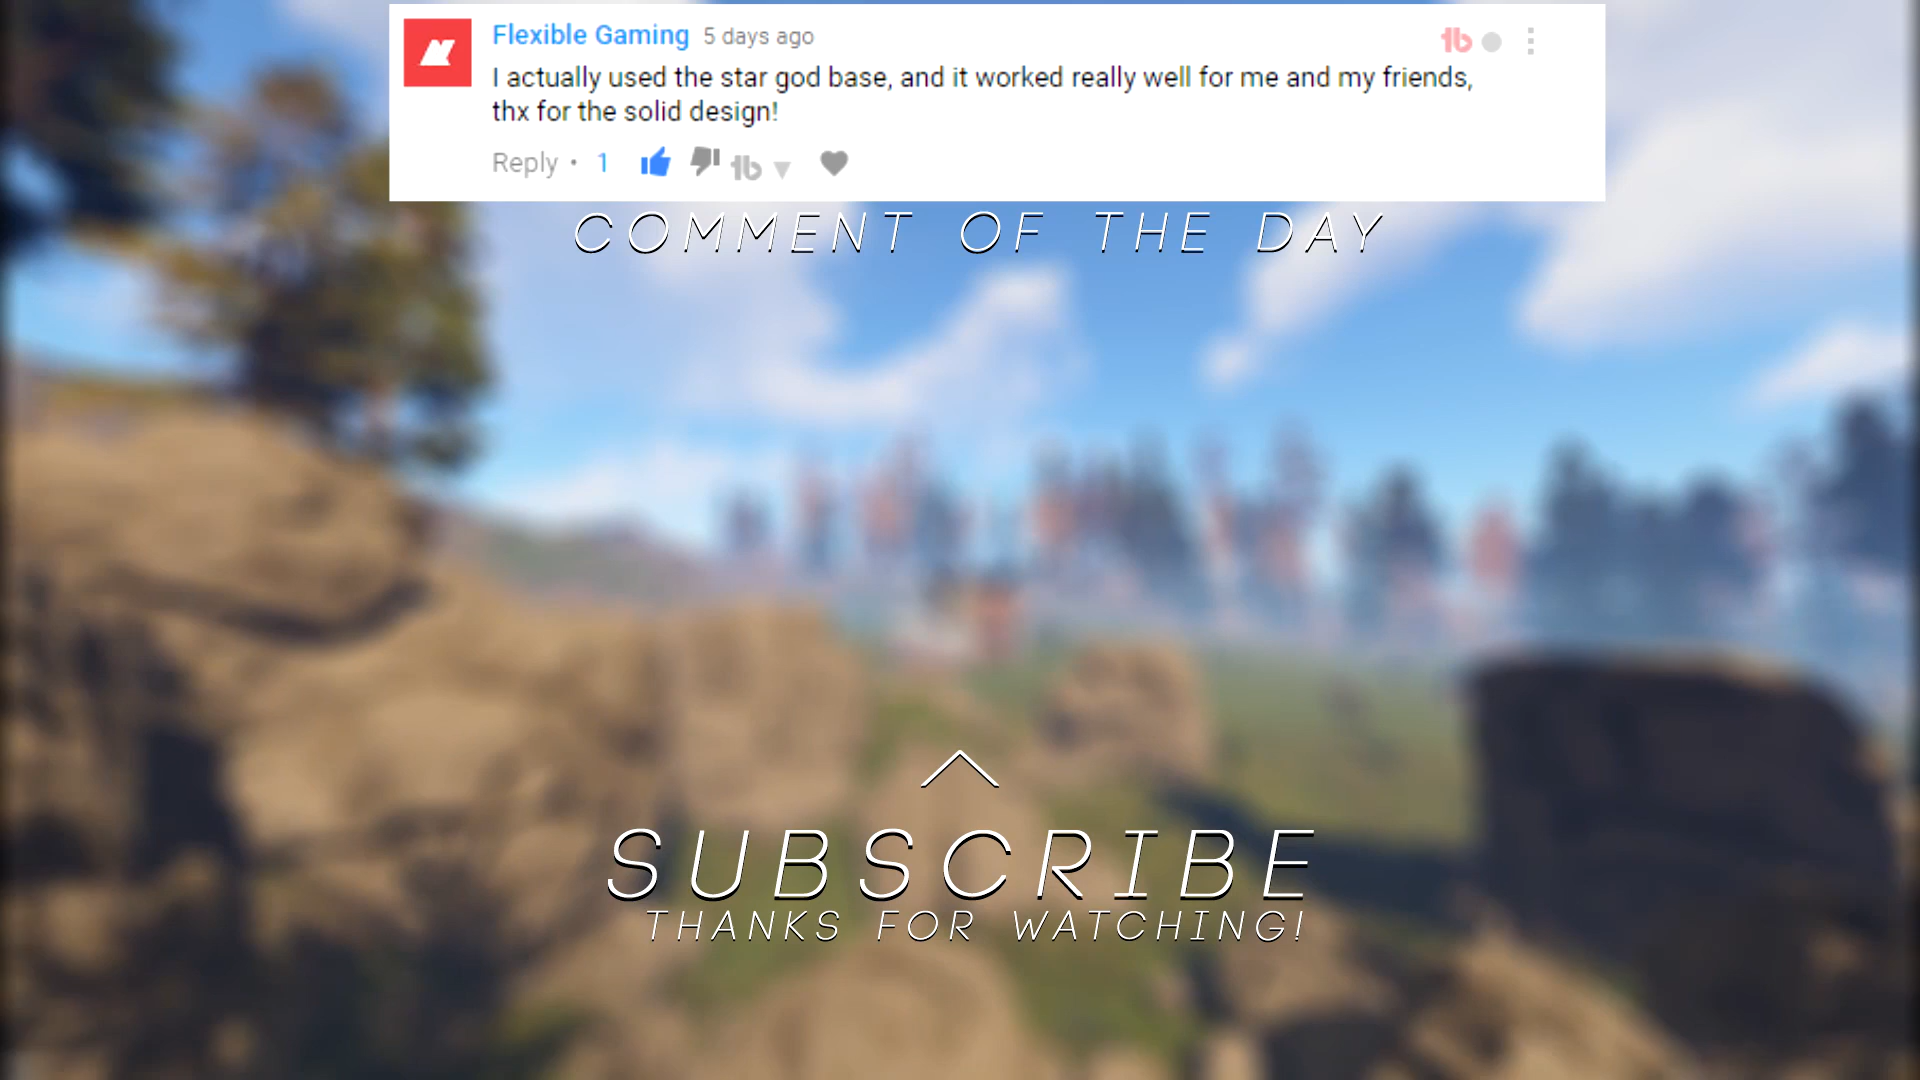 Flexible Gaming 5 days ago
I actually used the star god base, and it worked really well for me and my friends,
thx for the solid design!
Reply • 1
COMMENT OF THE DAY
SUBSCRIBE
THANKS FOR WATCHING!